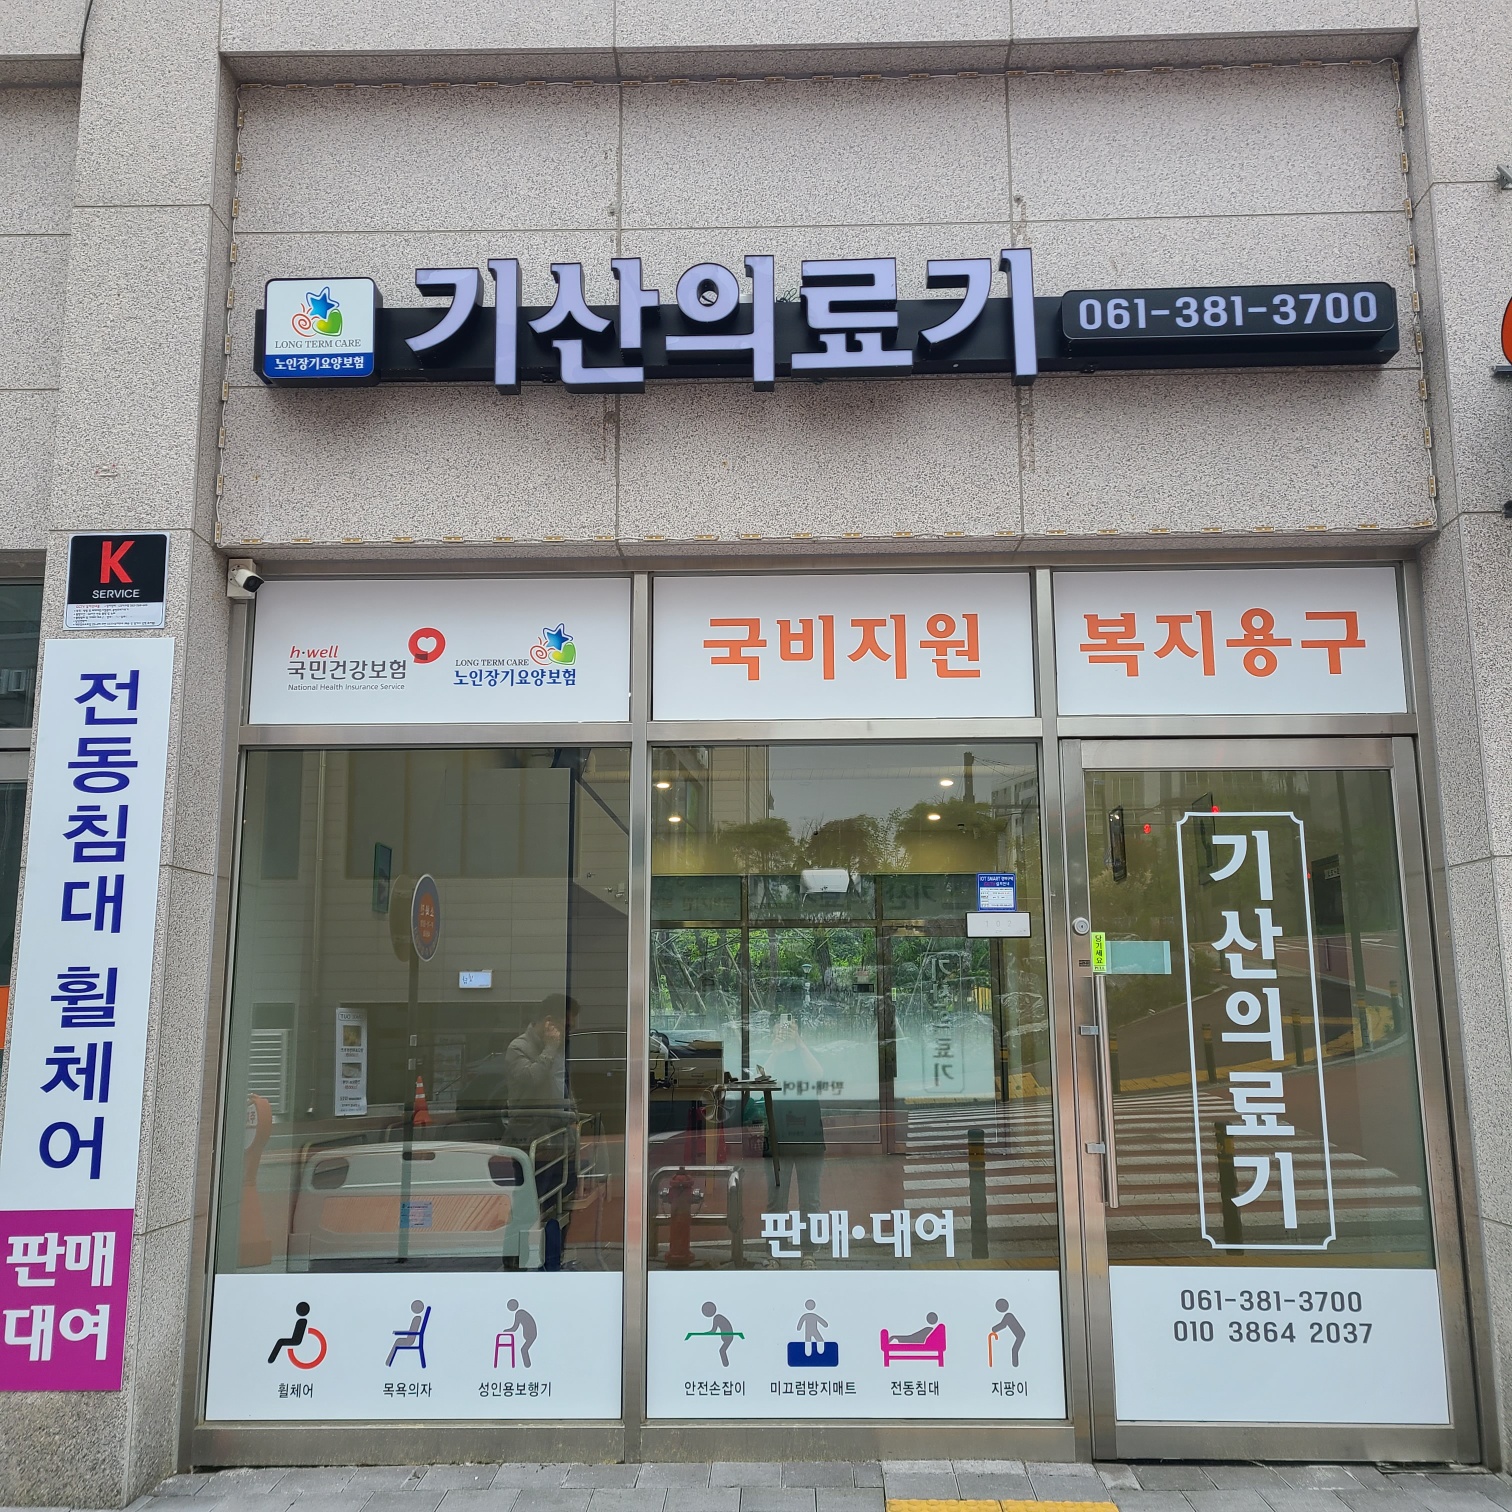 LONG TERM CARE
노인장기요양보험
기산의료기
061-381-3700
K
SERVICE
전동침대 휠체어
판매
대여
h·well
국민건강보험
National Health Insurance Service
LONG TERM CARE
노인장기요양보험
국비지원
복지용구
당기세요
기산의료기
판매·대여
휠체어
목욕의자
성인용보행기
안전손잡이
미끄럼방지매트
전동침대
지팡이
061-381-3700
010 3864 2037